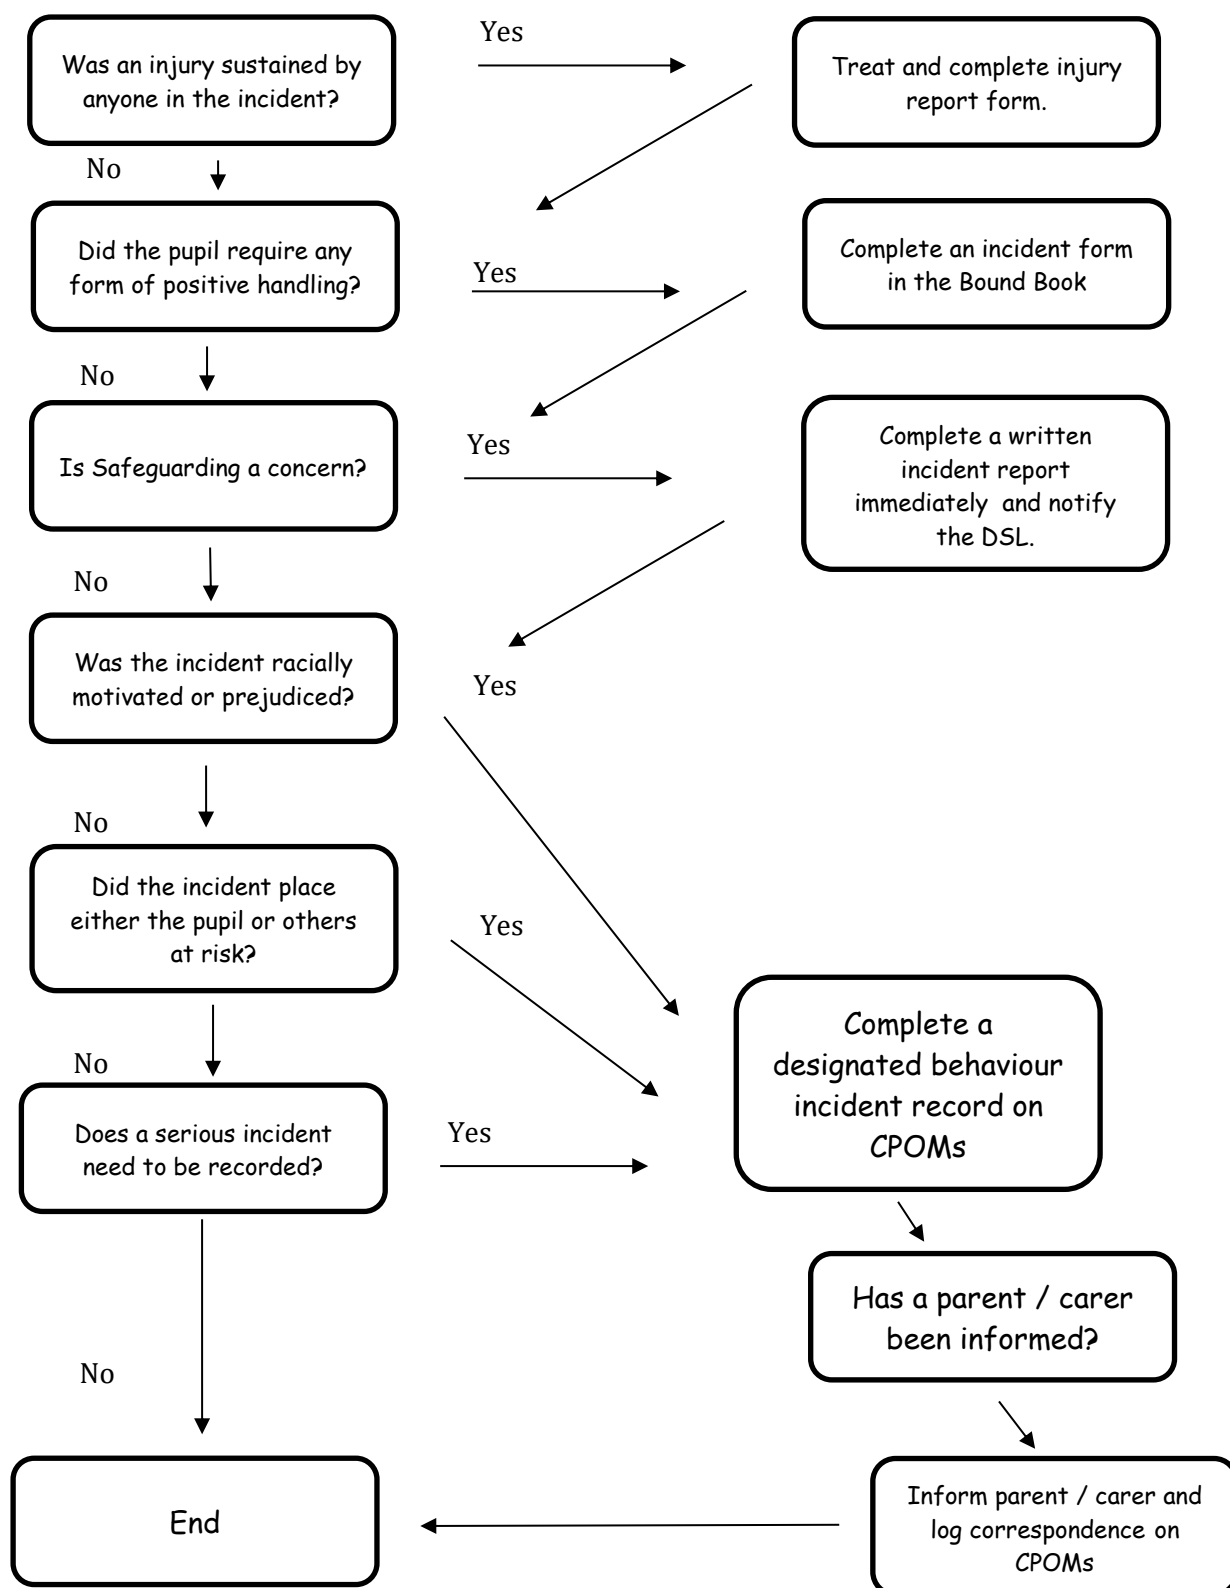 Yes
Was an injury sustained by
anyone in the incident?
Treat and complete injury
report form.
No
Did the pupil require any
form of positive handling?
Yes
Complete an incident form
in the Bound Book
No
Is Safeguarding a concern?
Yes
Complete a written
incident report
immediately and notify
the DSL.
No
Was the incident racially
motivated or prejudiced?
Yes
No
Did the incident place
either the pupil or others
at risk?
Yes
No
Does a serious incident
need to be recorded?
Yes
Complete a
designated behaviour
incident record on
CPOMs
Has a parent / carer
been informed?
No
End
Inform parent / carer and
log correspondence on
CPOMs